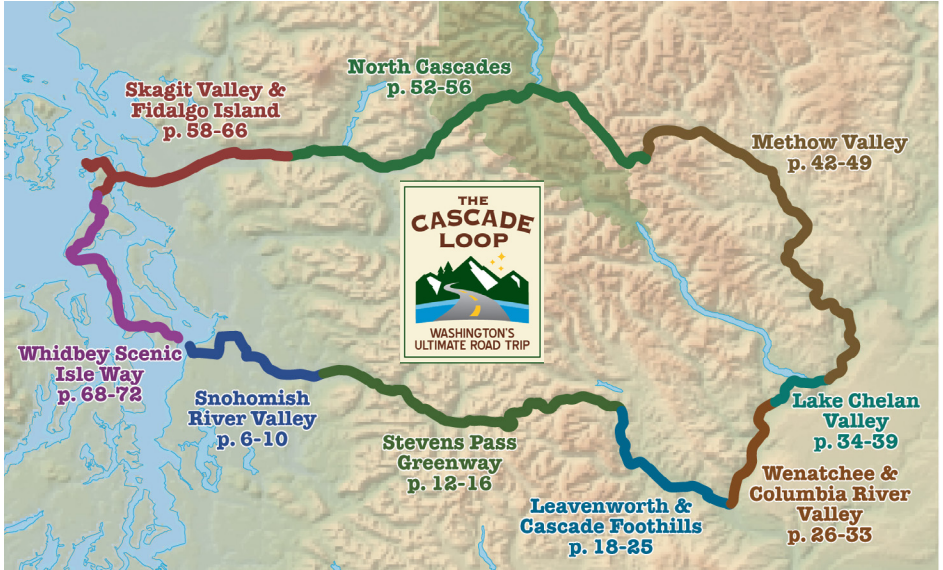 North Cascades
p. 52-56
Skagit Valley &
Fidalgo Island
p. 58-66
Methow Valley
p. 42-49
THE
CASCADE
LOOP
WASHINGTON'S
ULTIMATE ROAD TRIP
Whidbey Scenic
Isle Way
p. 68-72
Snohomish
River Valley
p. 6-10
Stevens Pass
Greenway
p. 12-16
Lake Chelan
Valley
p. 34-39
Wenatchee &
Columbia River
Valley
p. 26-33
Leavenworth &
Cascade Foothills
p. 18-25